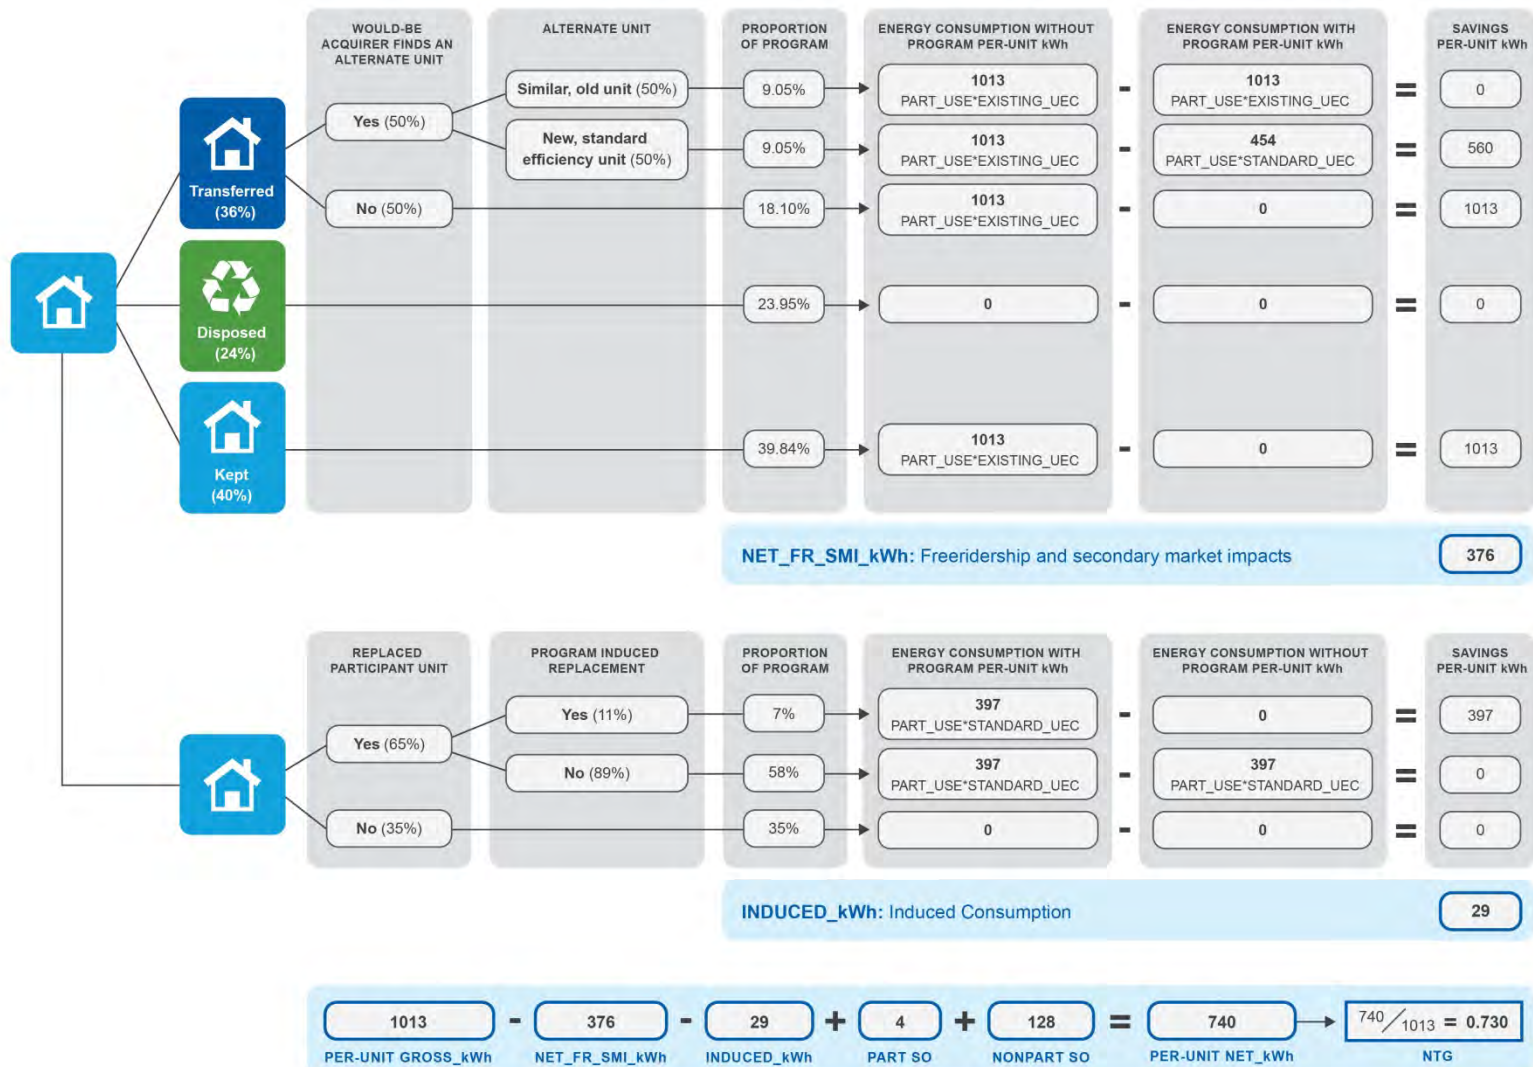 WOULD-BE
ACQUIRER FINDS AN
ALTERNATE UNIT
ALTERNATE UNIT
PROPORTION
OF PROGRAM
ENERGY CONSUMPTION WITHOUT
PROGRAM PER-UNIT kWh
ENERGY CONSUMPTION WITH
PROGRAM PER-UNIT kWh
SAVINGS
PER-UNIT kWh
Transferred
(36%)
Yes (50%)
Similar, old unit (50%)
9.05%
1013
PART_USE*EXISTING_UEC
-
1013
PART_USE*EXISTING_UEC
=
0
New, standard
efficiency unit (50%)
9.05%
1013
PART_USE*EXISTING_UEC
-
454
PART_USE*STANDARD_UEC
=
560
No (50%)
18.10%
1013
PART_USE*EXISTING_UEC
-
0
=
1013
Disposed
(24%)
23.95%
0
-
0
=
0
Kept
(40%)
39.84%
1013
PART_USE*EXISTING_UEC
-
0
=
1013
NET_FR_SMI_kWh: Freeridership and secondary market impacts
376
REPLACED
PARTICIPANT UNIT
PROGRAM INDUCED
REPLACEMENT
PROPORTION
OF PROGRAM
ENERGY CONSUMPTION WITH
PROGRAM PER-UNIT kWh
ENERGY CONSUMPTION WITHOUT
PROGRAM PER-UNIT kWh
SAVINGS
PER-UNIT kWh
Yes (65%)
Yes (11%)
7%
397
PART_USE*STANDARD_UEC
-
0
=
397
No (89%)
58%
397
PART_USE*STANDARD_UEC
-
397
PART_USE*STANDARD_UEC
=
0
No (35%)
35%
0
-
0
=
0
INDUCED_kWh: Induced Consumption
29
1013 - 376 - 29 + 4 + 128 = 740 740/1013 = 0.730
PER-UNIT GROSS_kWh NET_FR_SMI_kWh INDUCED_kWh PART SO NONPART SO PER-UNIT NET_kWh NTG